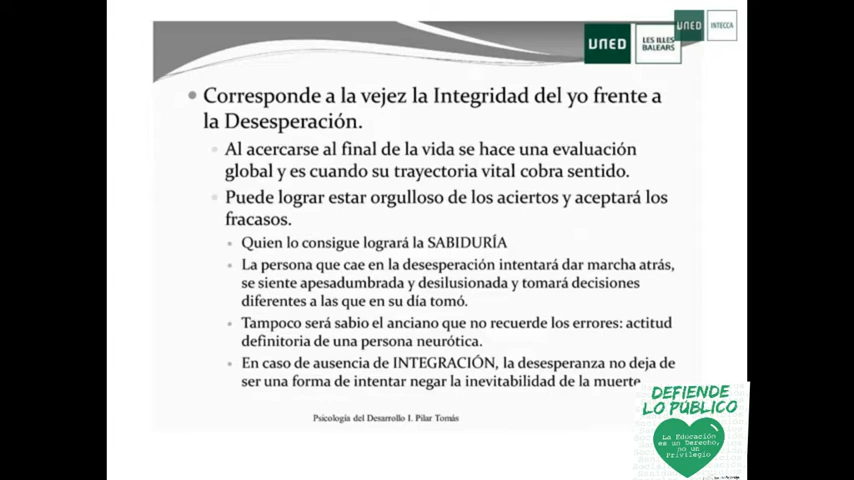 UNED
LES ILLES
BALEARS
UNED
INTECCA
Corresponde a la vejez la Integridad del yo frente a
la Desesperación.
Al acercarse al final de la vida se hace una evaluación
global y es cuando su trayectoria vital cobra sentido.
Puede lograr estar orgulloso de los aciertos y aceptará los
fracasos.
Quien lo consigue logrará la SABIDURÍA
La persona que cae en la desesperación intentará dar marcha atrás,
se siente apesadumbrada y desilusionada y tomará decisiones
diferentes a las que en su día tomó.
Tampoco será sabio el anciano que no recuerde los errores: actitud
definitoria de una persona neurótica.
En caso de ausencia de INTEGRACIÓN, la desesperanza no deja de
ser una forma de intentar negar la inevitabilidad de la muerte
Psicología del Desarrollo I. Pilar Tomás
DEFIENDE
LO PÚBLICO
La Educación
es un Derecho,
no un
Privilegio